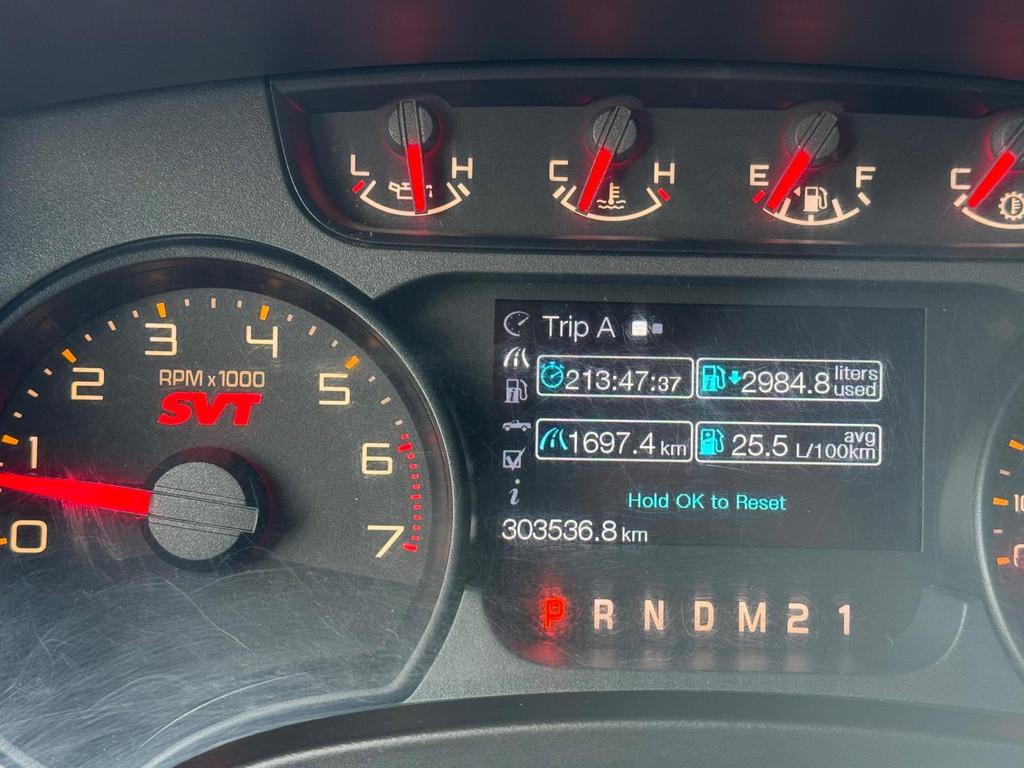 L H
C H
E F
C
3 4
RPM x 1000
2 5
SVT
1 6
0 7
Trip A
213:47:37
2984.8 liters used
1697.4 km
25.5 avg L/100km
Hold OK to Reset
303536.8 km
P R N D M 2 1